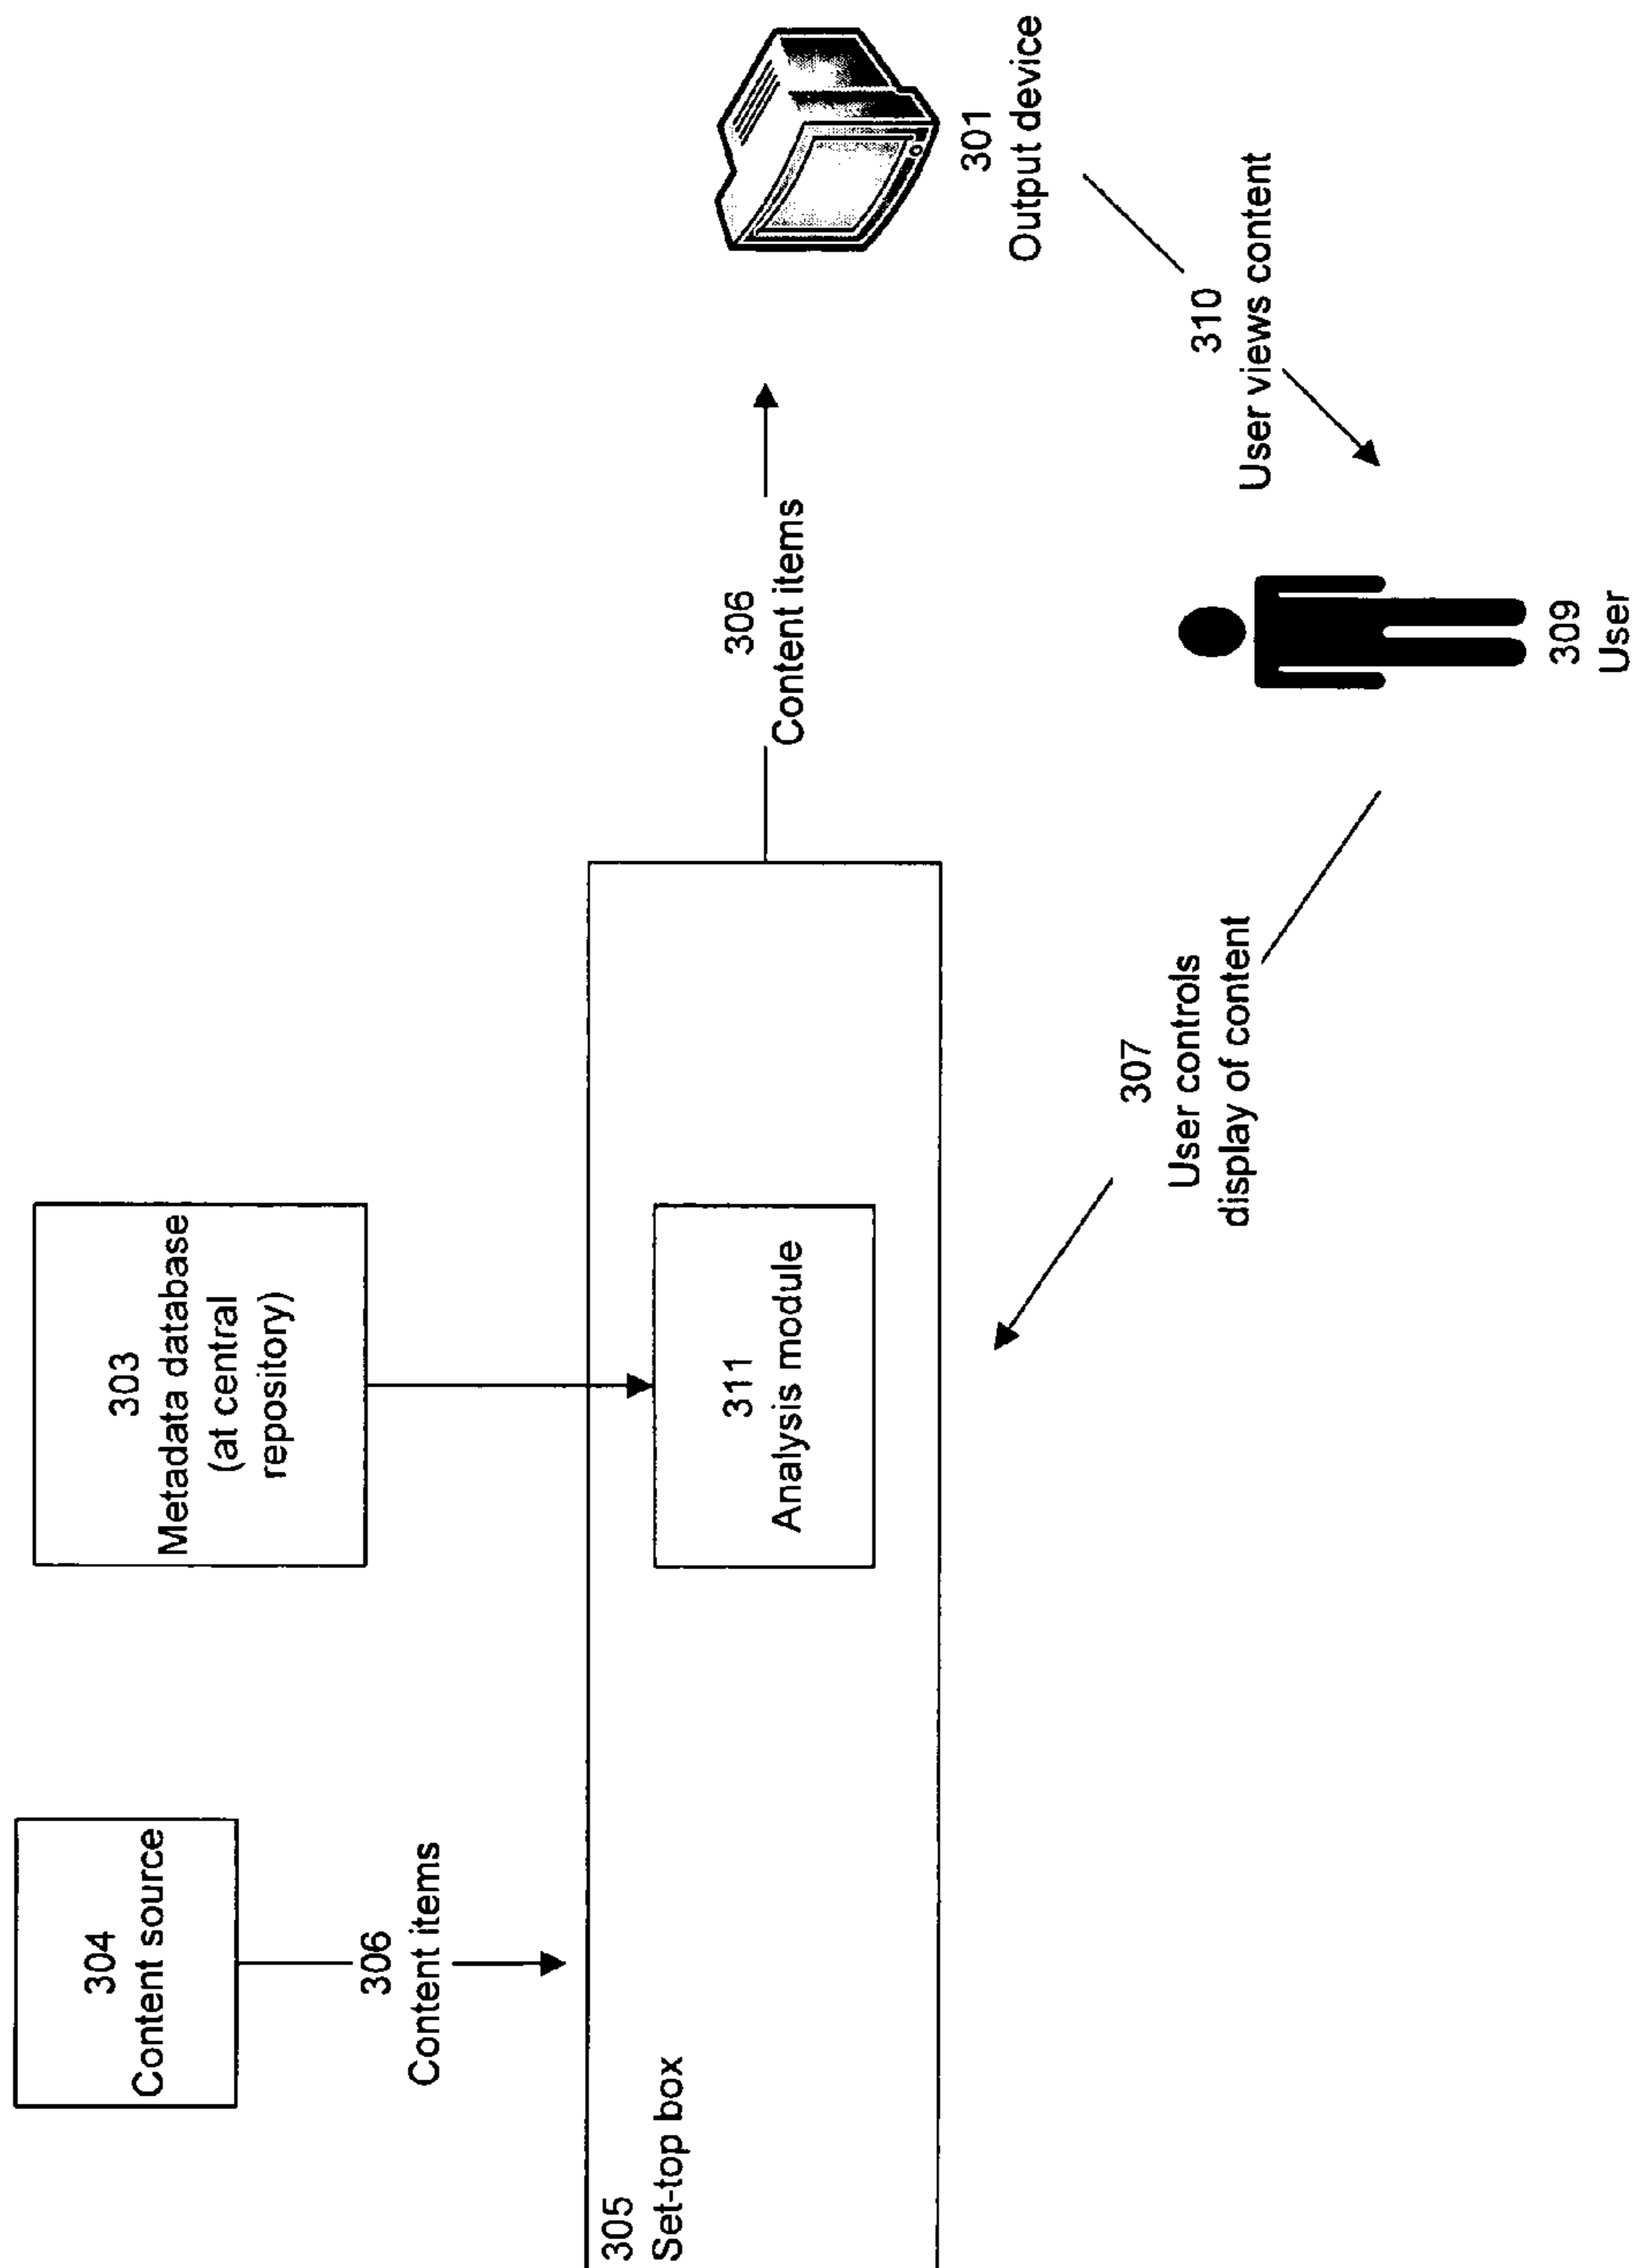 304
Content source
306
Content items
303
Metadata database
(at central
repository)
305
Set-top box
311
Analysis module
306
Content items
301
Output device
307
User controls
display of content
310
User views content
309
User